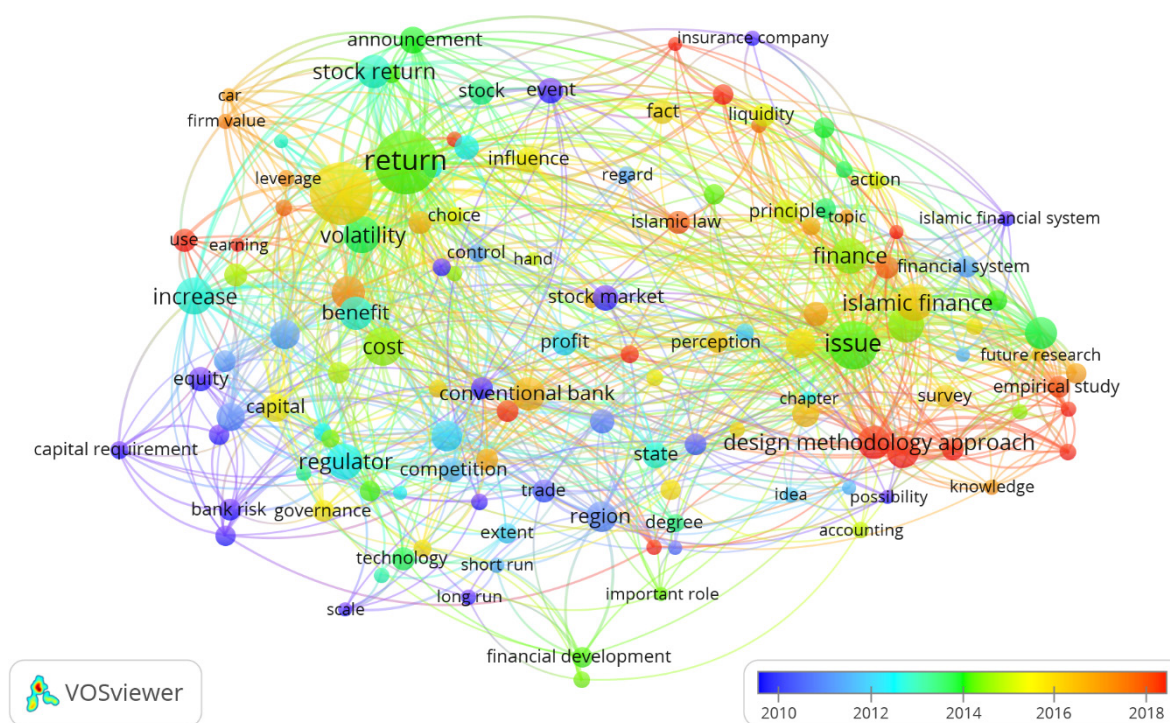 announcement
insurance company
stock return
stock
event
car
fact
liquidity
firm value
return
influence
leverage
regard
action
choice
islamic law
principle
topic
islamic financial system
use
earning
volatility
control
hand
finance
financial system
increase
stock market
benefit
islamic finance
cost
profit
perception
issue
future research
equity
conventional bank
empirical study
capital
chapter
survey
capital requirement
design methodology approach
regulator
competition
state
knowledge
trade
idea
possibility
bank risk
governance
region
degree
extent
accounting
technology
short run
scale
long run
important role
financial development
VOSviewer
2010 2012 2014 2016 2018